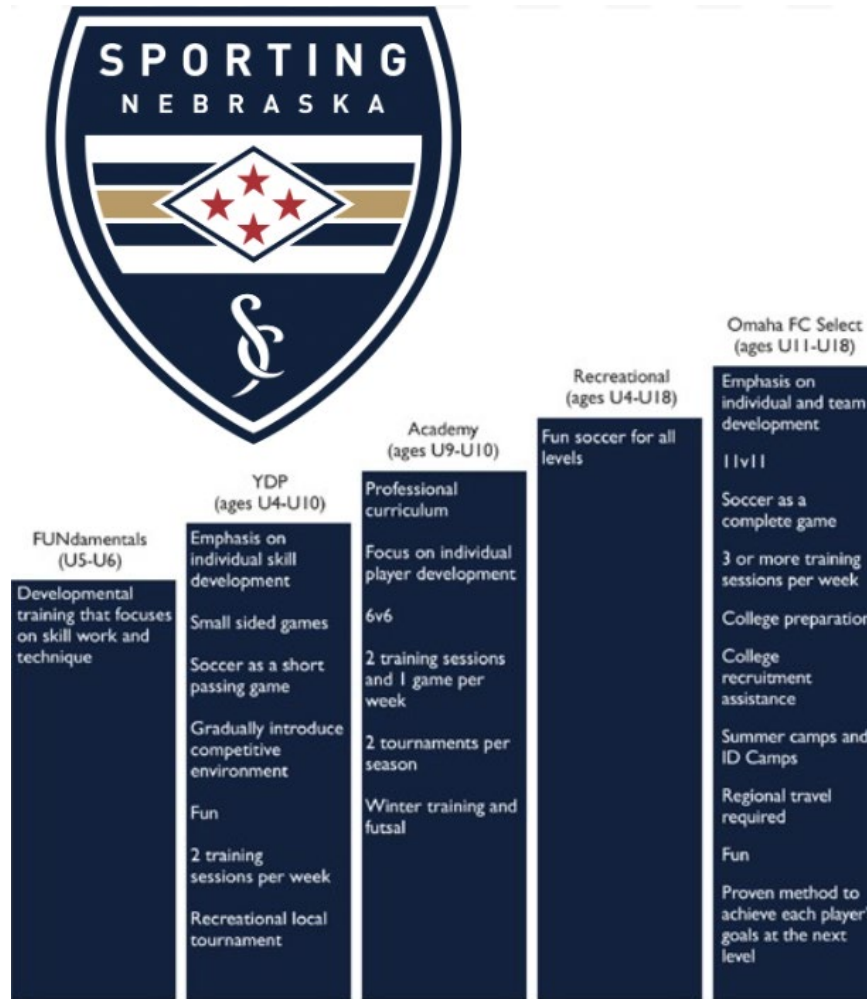 SPORTING
NEBRASKA
SC
FUNdamentals
(U5-U6)
Developmental
training that focuses
on skill work and
technique
YDP
(ages U4-U10)
Emphasis on
individual skill
development
Small sided games
Soccer as a short
passing game
Gradually introduce
competitive
environment
Fun
2 training
sessions per week
Recreational local
tournament
Academy
(ages U9-U10)
Professional
curriculum
Focus on individual
player development
6v6
2 training sessions
and 1 game per
week
2 tournaments per
season
Winter training and
futsal
Recreational
(ages U4-U18)
Fun soccer for all
levels
Omaha FC Select
(ages U11-U18)
Emphasis on
individual and team
development
11v11
Soccer as a
complete game
3 or more training
sessions per week
College preparation
College
recruitment
assistance
Summer camps and
ID Camps
Regional travel
required
Fun
Proven method to
achieve each player'
goals at the next
level